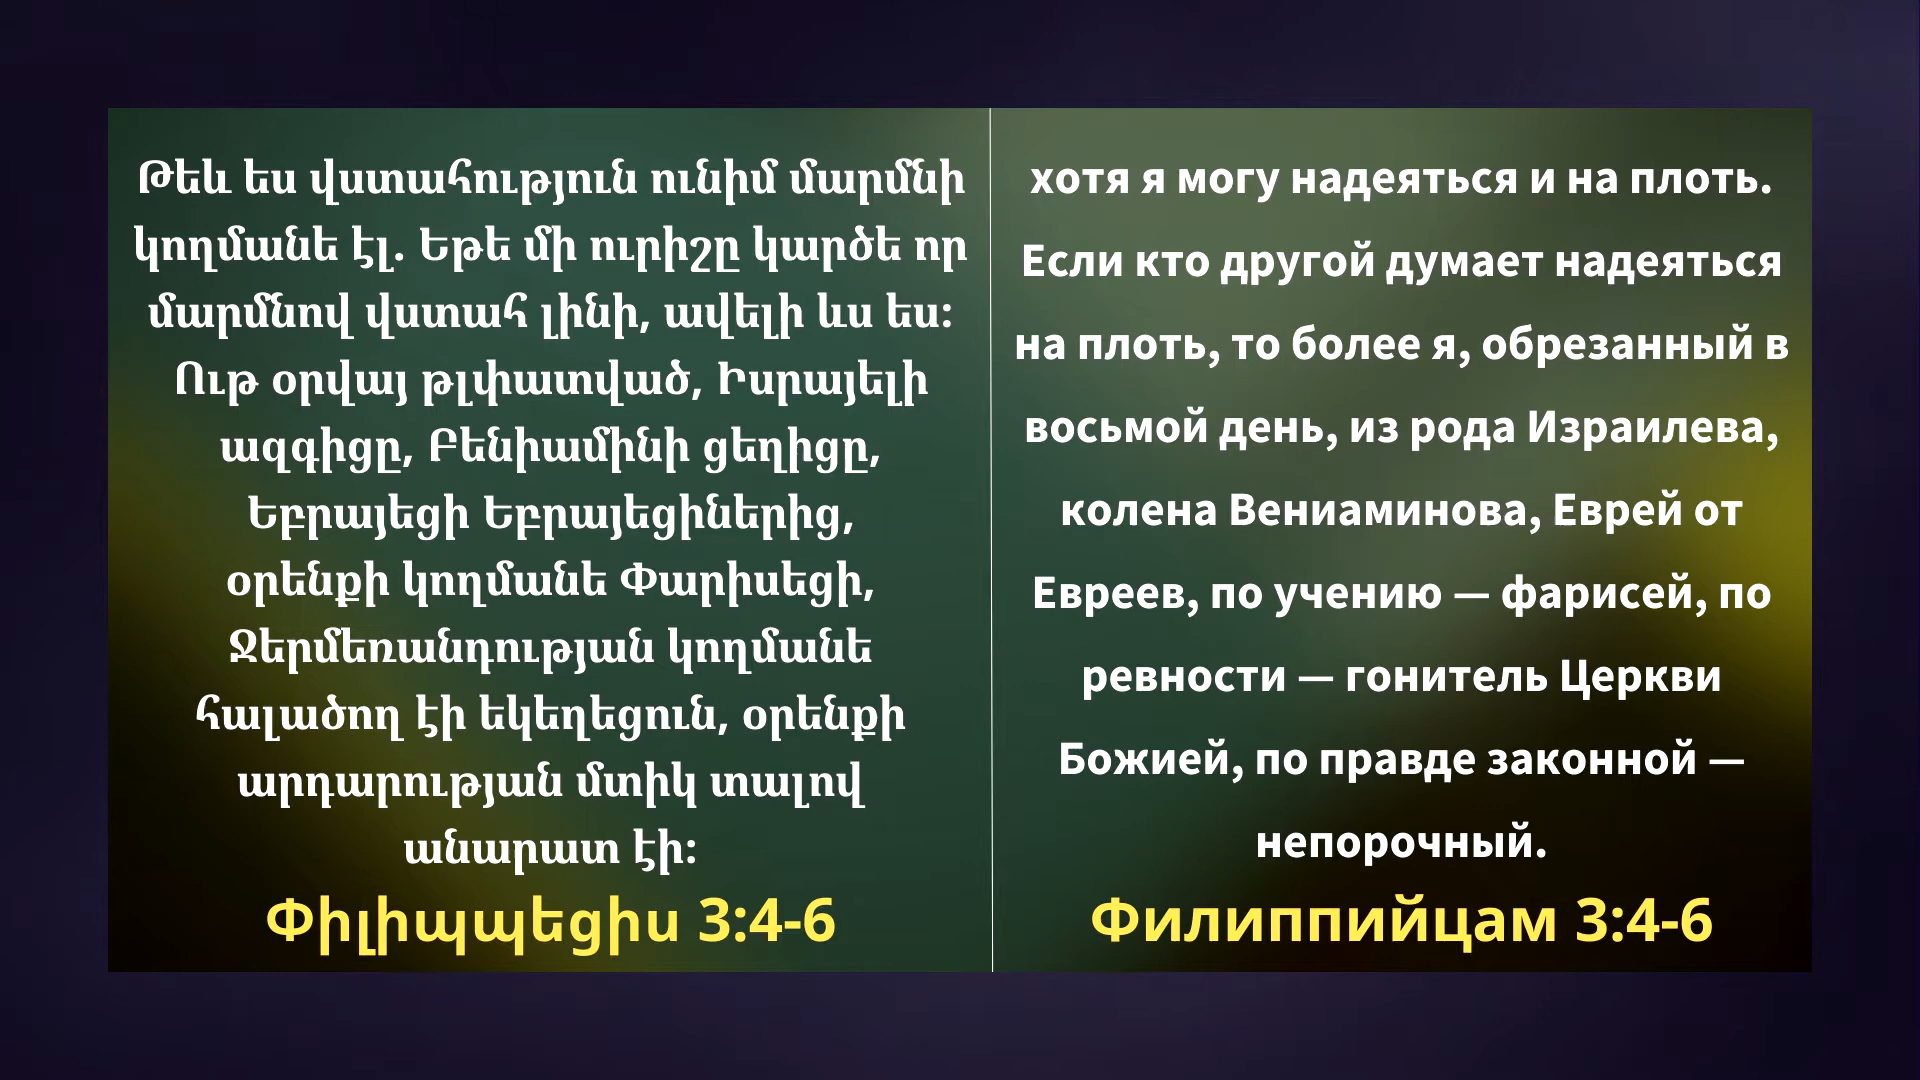 Թեև ես վստահություն ունիմ մարմնի
կողմանե էլ. Եթե մի ուրիշը կարծե որ
մարմնով վստահ լինի, ավելի ևս ես:
Ութ օրվայ թլփատված, Իսրայելի
ազգիցը, Բենիամինի ցեղիցը,
Եբրայեցի Եբրայեցիներից,
օրենքի կողմանե Փարիսեցի,
Ջերմեռանդության կողմանե
հալածող էի եկեղեցուն, օրենքի
արդարության մտիկ տալով
անարատ էի:
Փիլիպպեցիս 3:4-6
хотя я могу надеяться и на плоть.
Если кто другой думает надеяться
на плоть, то более я, обрезанный в
восьмой день, из рода Израилева,
колена Вениаминова, Еврей от
Евреев, по учению — фарисей, по
ревности — гонитель Церкви
Божией, по правде законной —
непорочный.
Филиппийцам 3:4-6